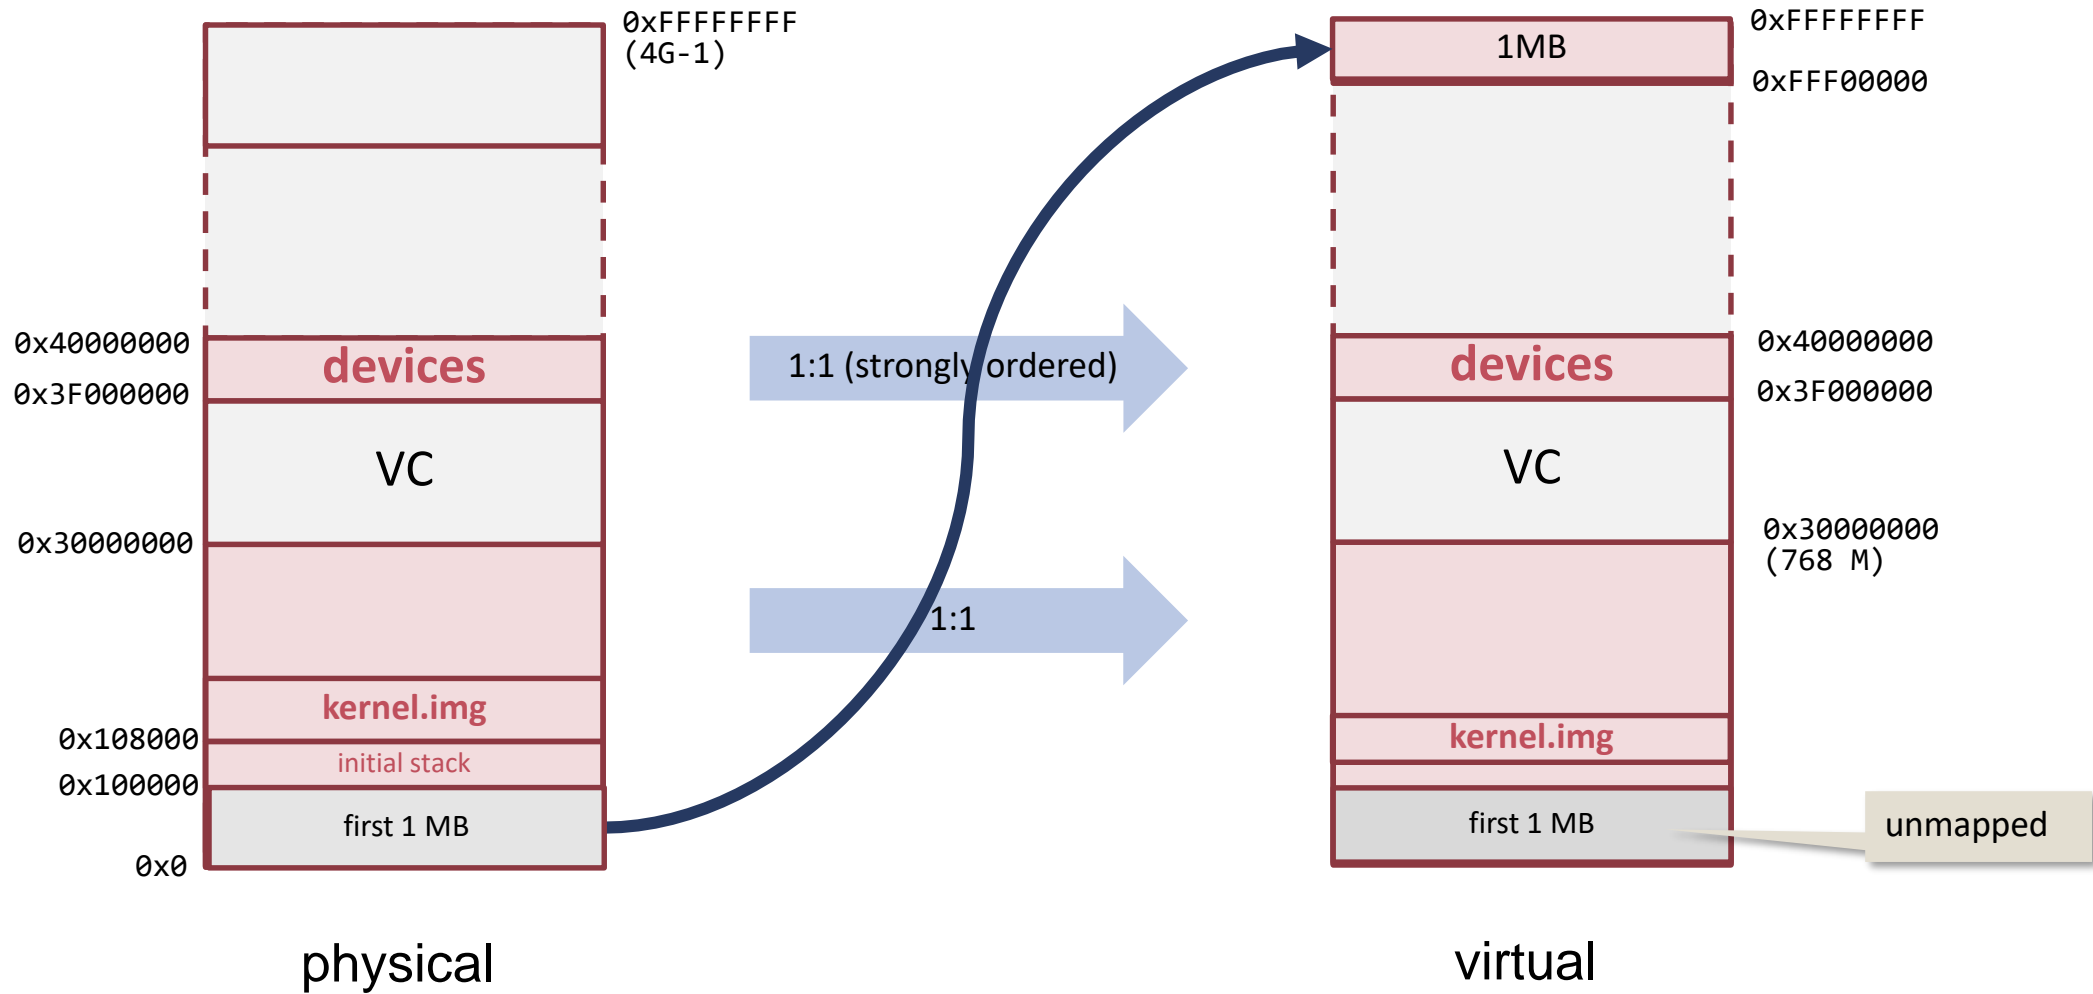 0xFFFFFFFF
(4G-1)
0x40000000
devices
0x3F000000
VC
0x30000000
kernel.img
0x108000
initial stack
0x100000
first 1 MB
0x0
physical
1:1 (strongly ordered)
1:1
0xFFFFFFFF
1MB
0xFFF00000
0x40000000
devices
0x3F000000
VC
0x30000000
(768 M)
kernel.img
first 1 MB
unmapped
virtual